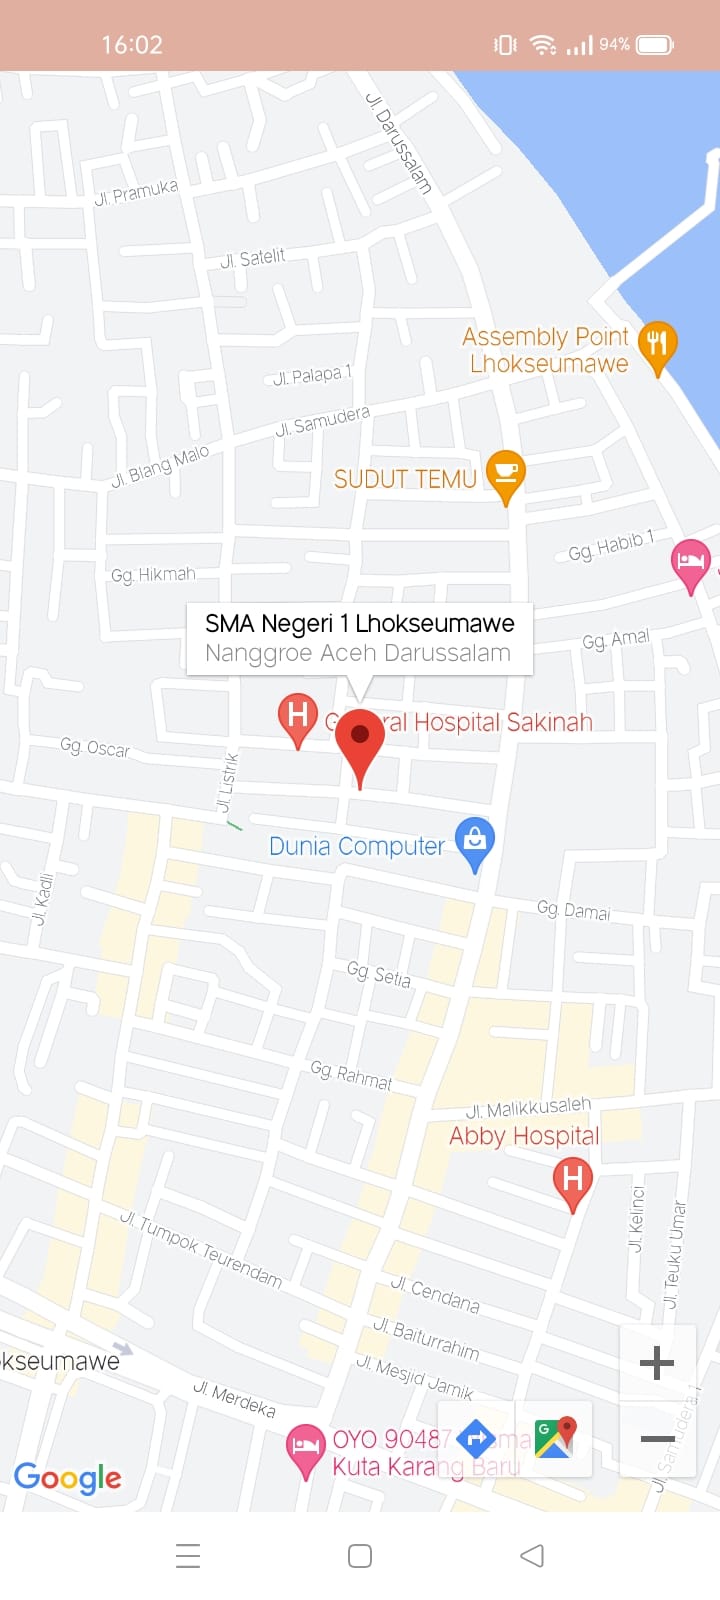 16:02
94%
Jl. Darussalam
Jl. Pramuka
Jl. Satelit
Assembly Point
Lhokseumawe
Jl. Palapa 1
Jl. Samudera
Jl. Blang Malo
SUDUT TEMU
Gg. Habib 1
Gg. Hikmah
SMA Negeri 1 Lhokseumawe
Nanggroe Aceh Darussalam
Gg. Amal
H
Hospital Sakinah
Gg. Oscar
Jl. Listrik
Dunia Computer
Jl. Kadli
Gg. Damai
Gg. Setia
Gg. Rahmat
Jl. Malikkusaleh
Abby Hospital
H
Jl. Kelinci
Jl. Teuku Umar
Jl. Tumpok Teurendam
Jl. Cendana
Jl. Baiturrahim
kseumawe
Jl. Mesjid Jamik
Jl. Merdeka
Jl. Samudera 1
OYO 90487
Kuta Karang Baru
G
Google